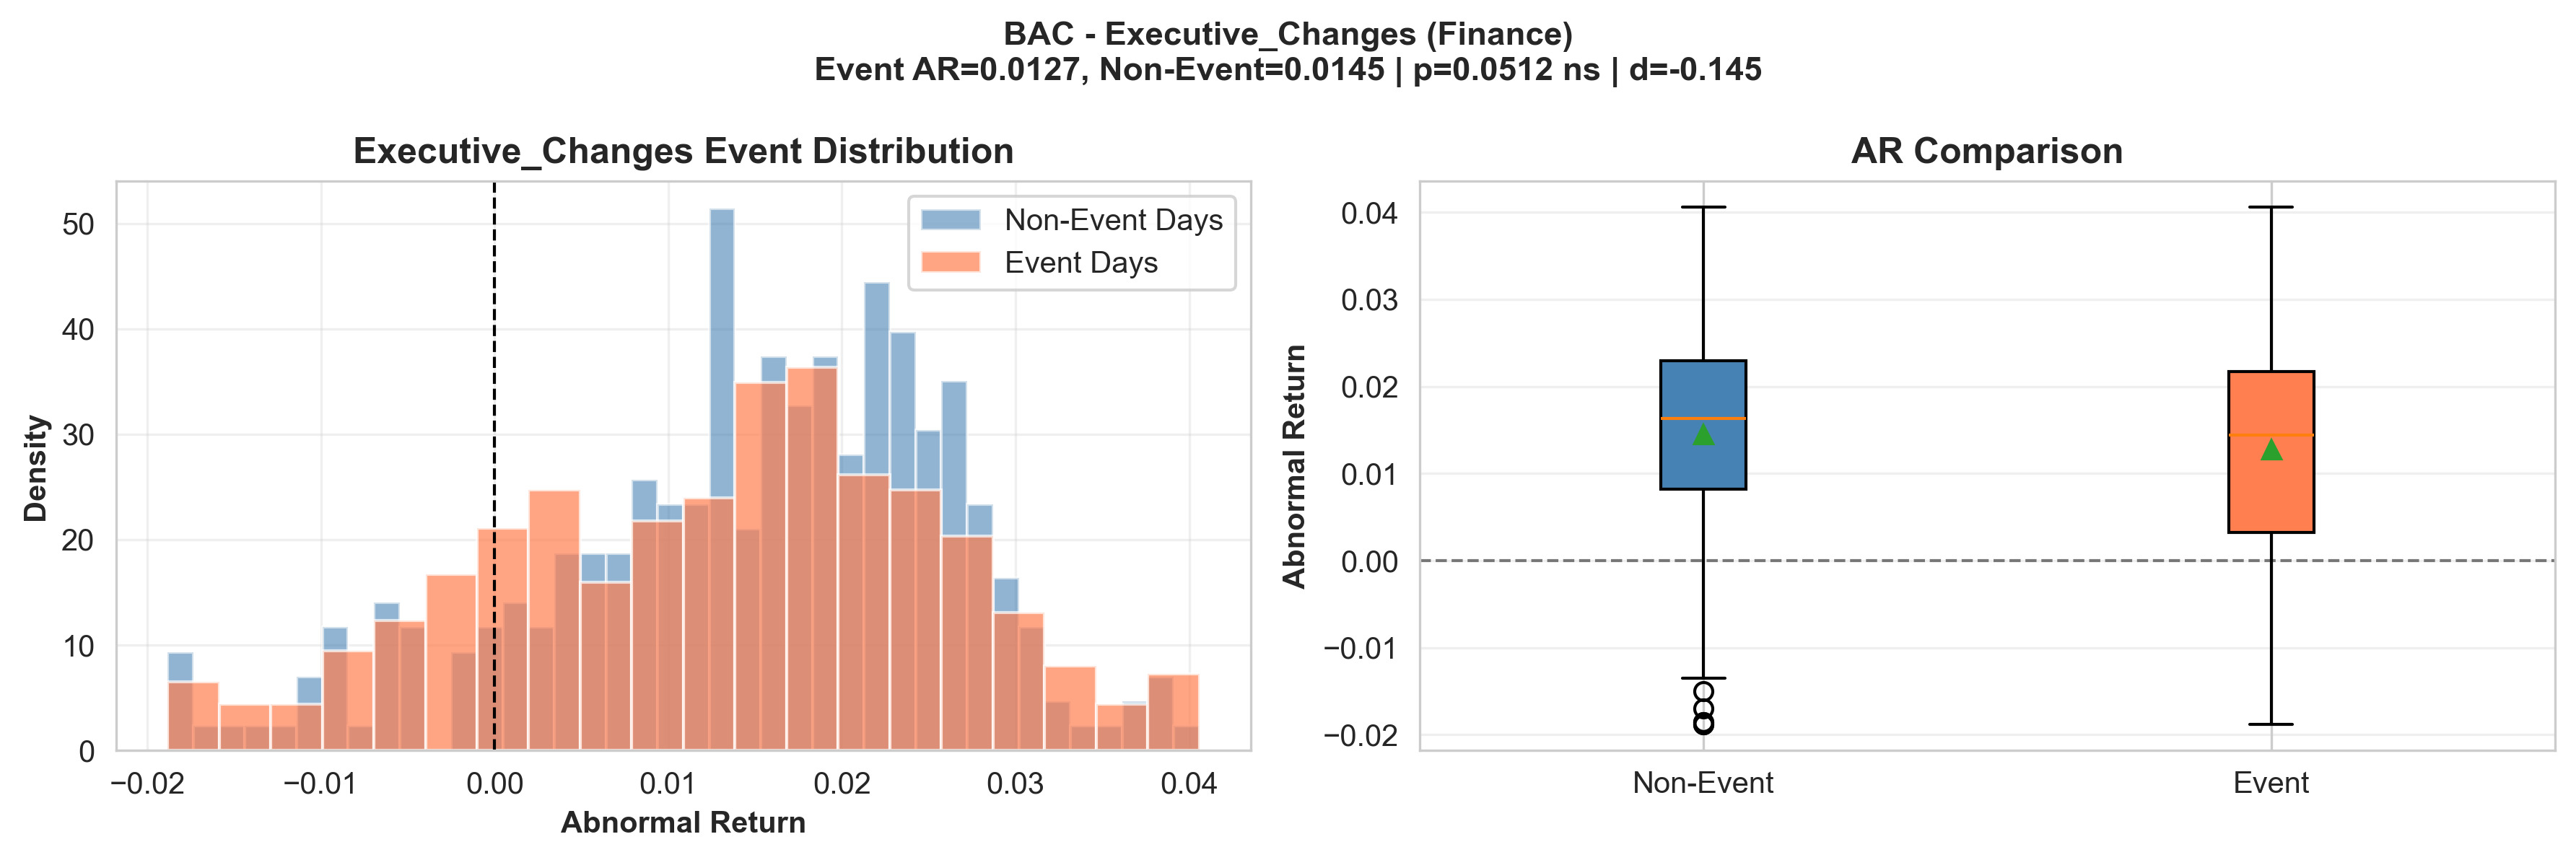 BAC - Executive_Changes (Finance)
Event AR=0.0127, Non-Event=0.0145 | p=0.0512 ns | d=-0.145
Executive_Changes Event Distribution
Non-Event Days
Event Days
50
40
30
20
10
0
Density
−0.02
−0.01
0.00
0.01
0.02
0.03
0.04
Abnormal Return
AR Comparison
0.04
0.03
0.02
0.01
0.00
−0.01
−0.02
Abnormal Return
Non-Event
Event